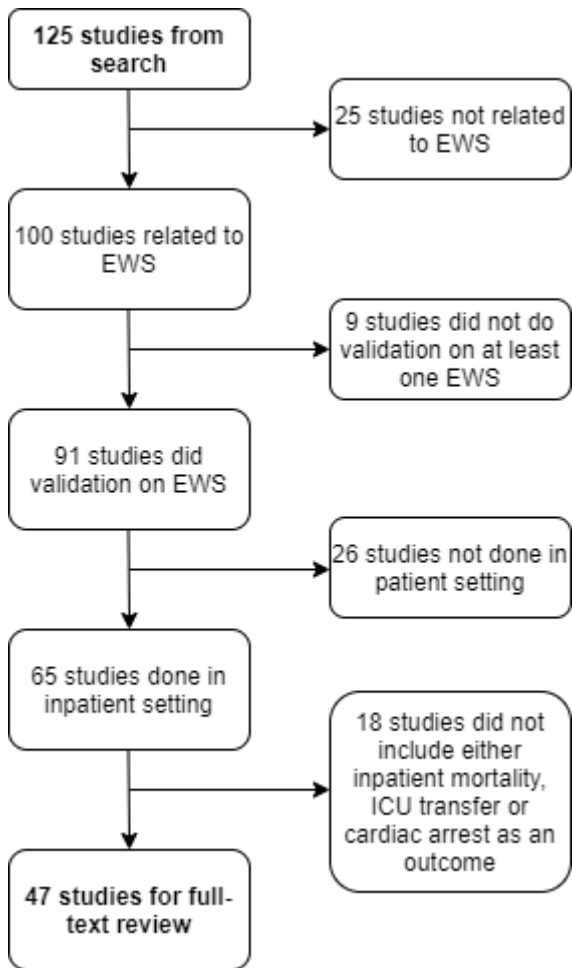 125 studies from
search
25 studies not related
to EWS
100 studies related to
EWS
9 studies did not do
validation on at least
one EWS
91 studies did
validation on EWS
26 studies not done in
patient setting
65 studies done in
inpatient setting
18 studies did not
include either
inpatient mortality,
ICU transfer or
cardiac arrest as an
outcome
47 studies for full-
text review